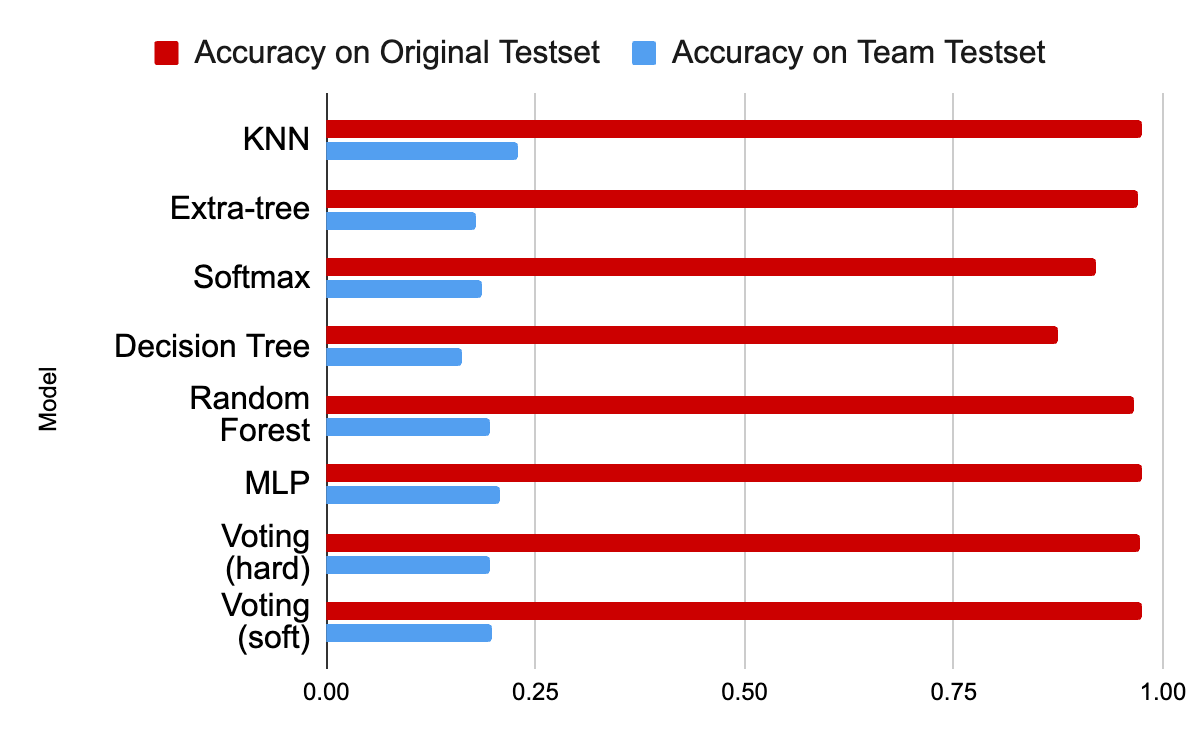 Accuracy on Original Testset Accuracy on Team Testset
KNN
Extra-tree
Softmax
Decision Tree
Random
Forest
MLP
Voting
(hard)
Voting
(soft)
Model
0.00 0.25 0.50 0.75 1.00